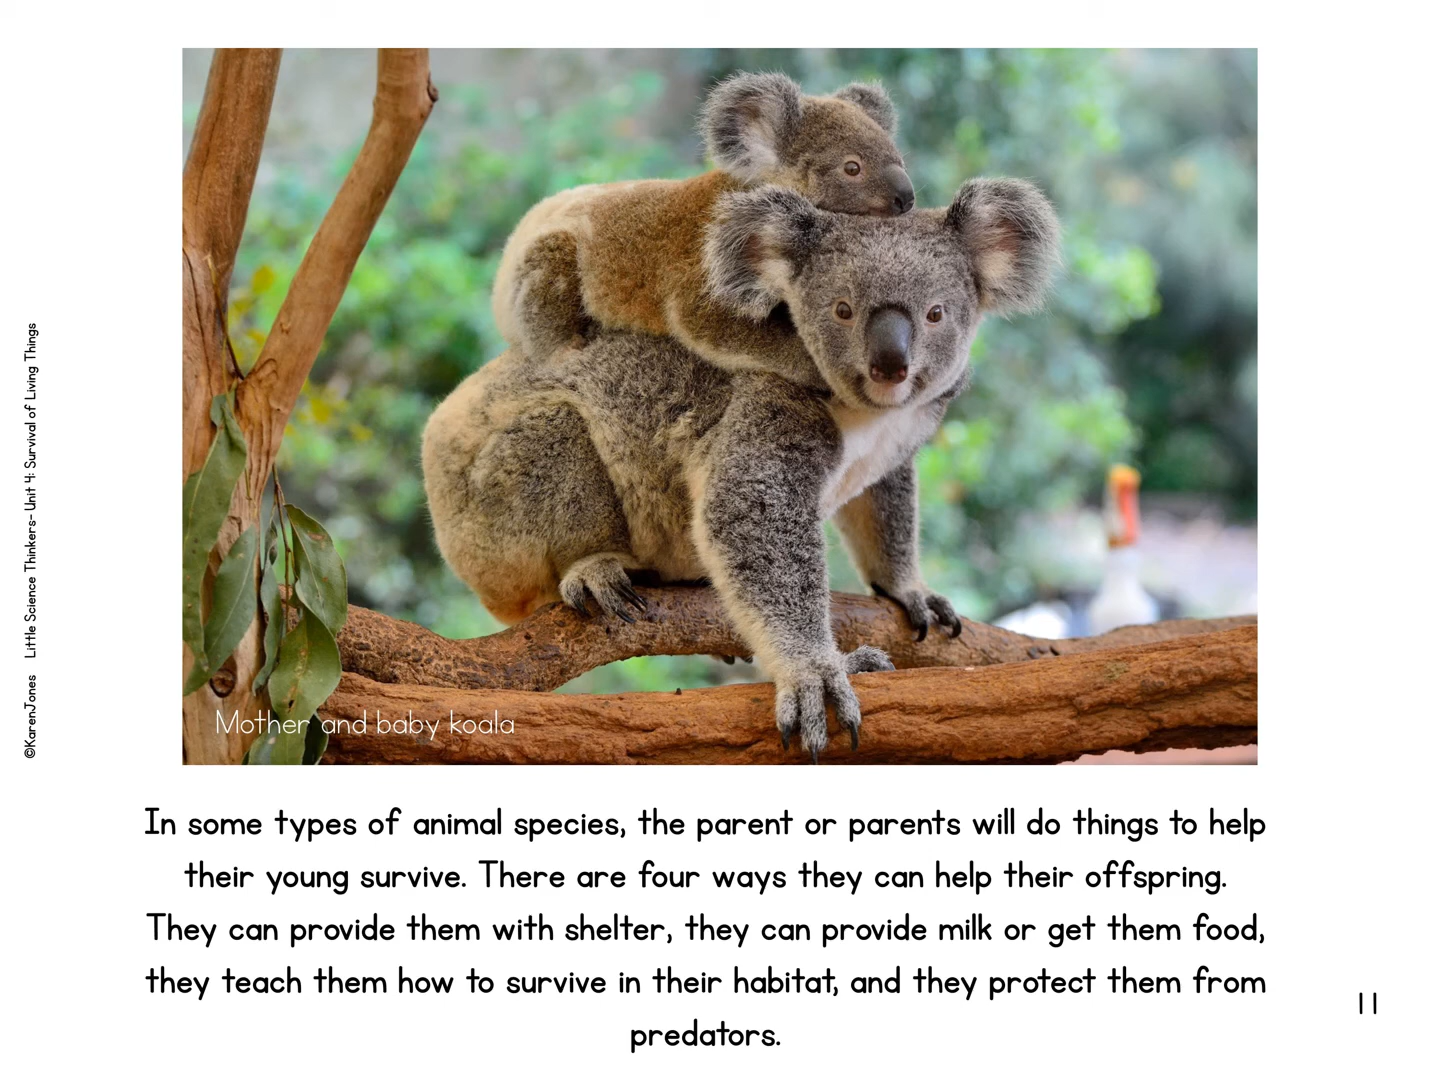 ©KarenJones Little Science Thinkers- Unit 4: Survival of Living Things
Mother and baby koala
In some types of animal species, the parent or parents will do things to help
their young survive. There are four ways they can help their offspring.
They can provide them with shelter, they can provide milk or get them food,
they teach them how to survive in their habitat, and they protect them from
predators.
11